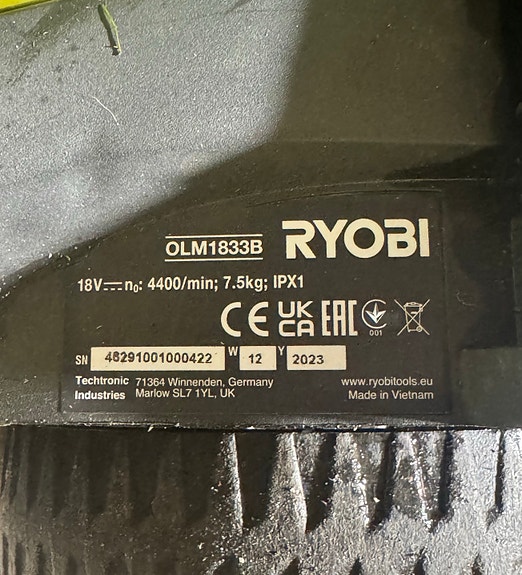 OLM1833B RYOBI
18V⎓ n₀: 4400/min; 7.5kg; IPX1
CE UK CA EAC 001
SN 46291001000422 W 12 Y 2023
Techtronic 71364 Winnenden, Germany www.ryobitools.eu
Industries Marlow SL7 1YL, UK Made in Vietnam